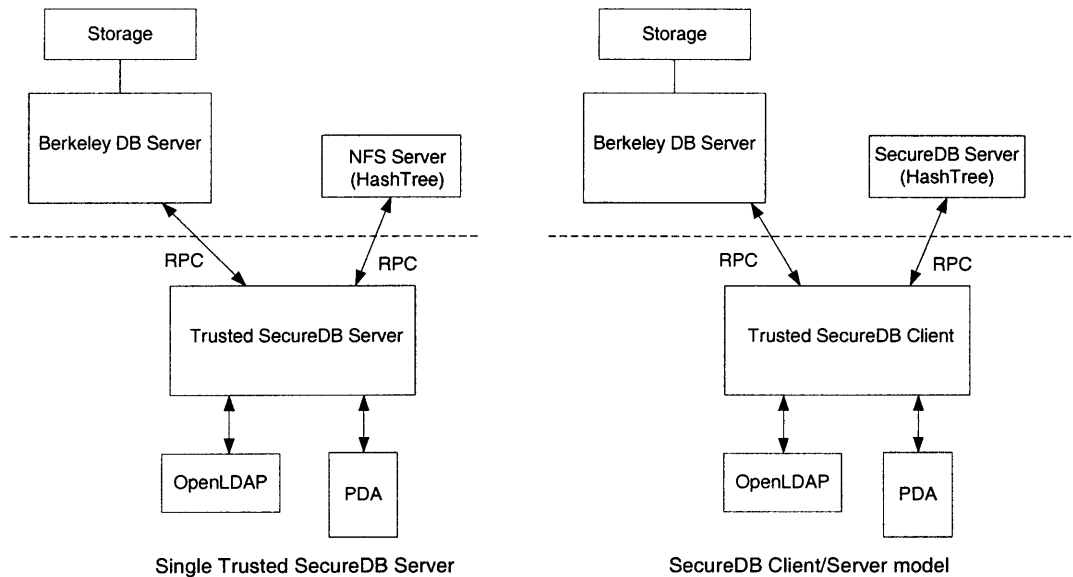 Storage
Berkeley DB Server
NFS Server
(HashTree)
RPC
RPC
Trusted SecureDB Server
OpenLDAP
PDA
Single Trusted SecureDB Server
Storage
Berkeley DB Server
SecureDB Server
(HashTree)
RPC
RPC
Trusted SecureDB Client
OpenLDAP
PDA
SecureDB Client/Server model